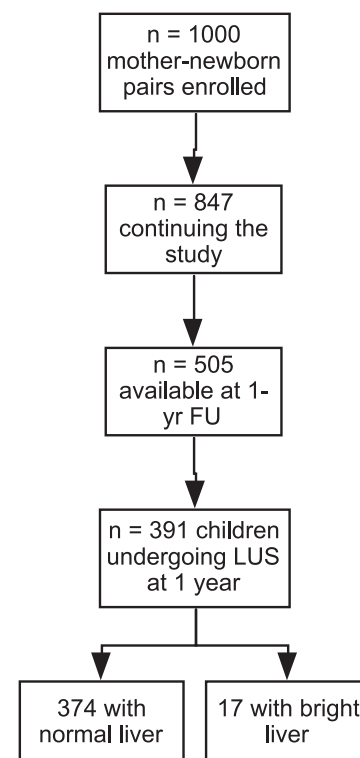 n = 1000
mother-newborn
pairs enrolled
n = 847
continuing the
study
n = 505
available at 1-
yr FU
n = 391 children
undergoing LUS
at 1 year
374 with
normal liver
17 with bright
liver